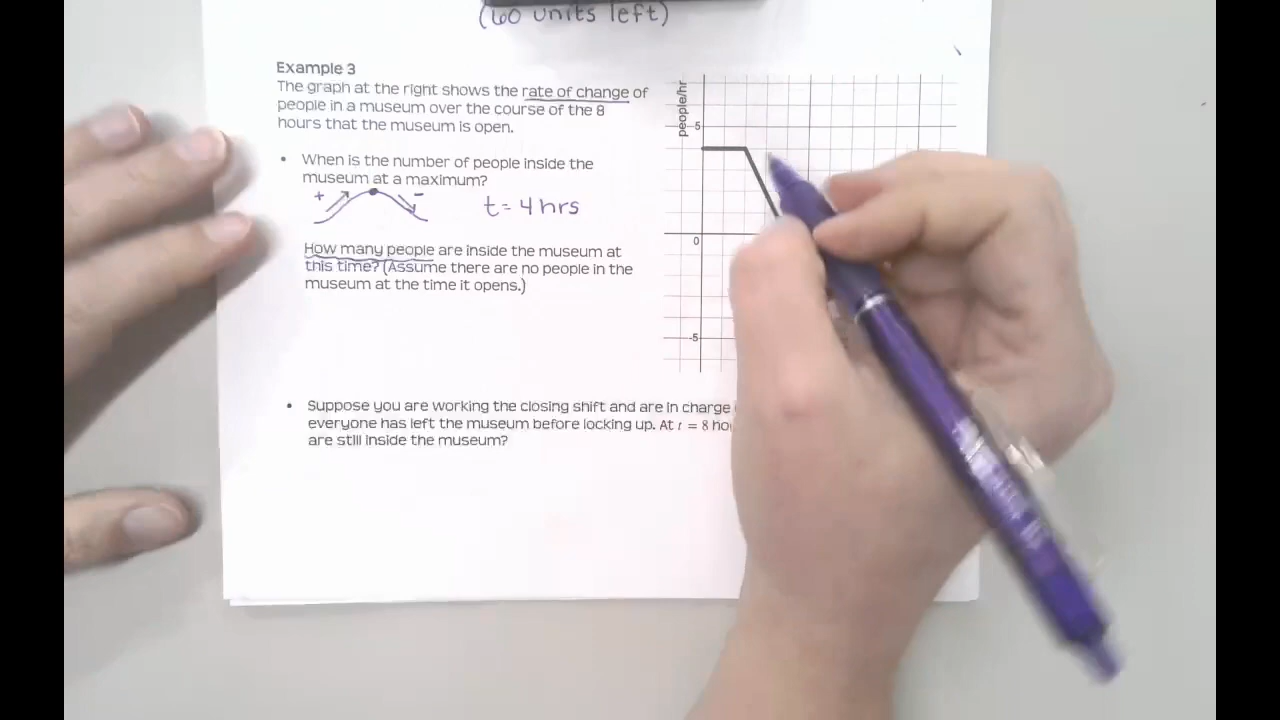 (60 units left)
Example 3
The graph at the right shows the rate of change of
people in a museum over the course of the 8
hours that the museum is open.
• When is the number of people inside the
museum at a maximum?
+ - t = 4 hrs
How many people are inside the museum at
this time? (Assume there are no people in the
museum at the time it opens.)
people/hr
5
0
-5
• Suppose you are working the closing shift and are in charge
everyone has left the museum before locking up. At t = 8
are still inside the museum?